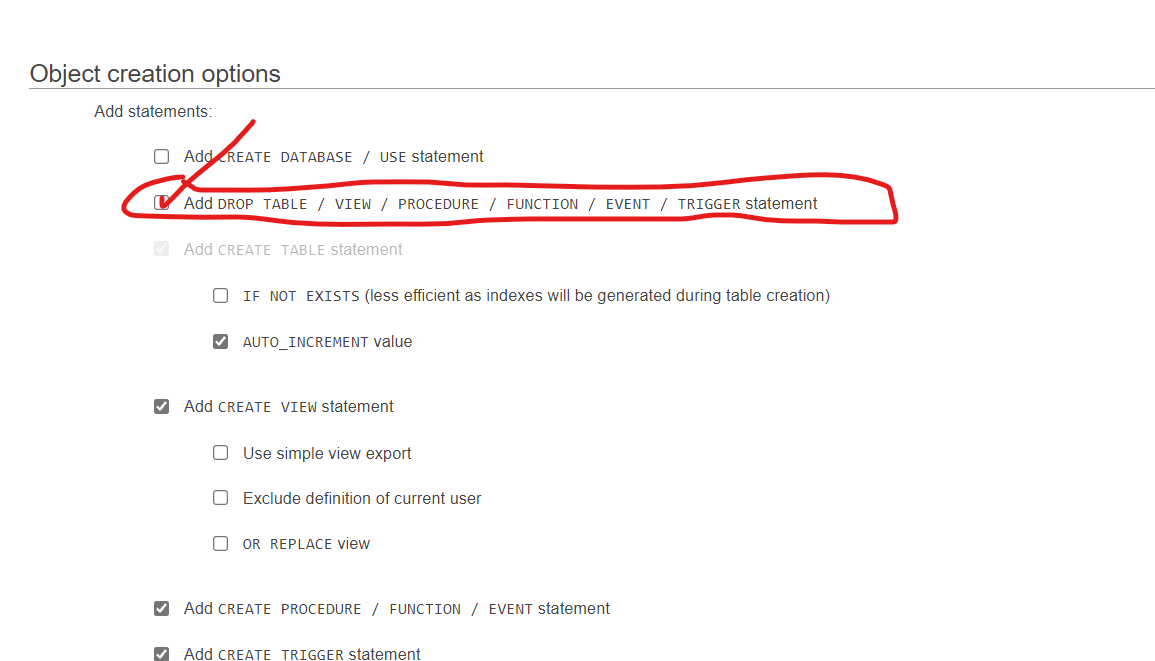 Object creation options
Add statements:
Add CREATE DATABASE / USE statement
Add DROP TABLE / VIEW / PROCEDURE / FUNCTION / EVENT / TRIGGER statement
Add CREATE TABLE statement
IF NOT EXISTS (less efficient as indexes will be generated during table creation)
AUTO_INCREMENT value
Add CREATE VIEW statement
Use simple view export
Exclude definition of current user
OR REPLACE view
Add CREATE PROCEDURE / FUNCTION / EVENT statement
Add CREATE TRIGGER statement